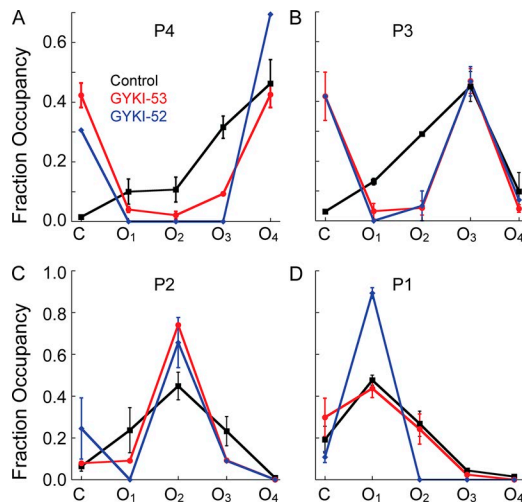 A P4
B P3
0.6
0.4
0.2
0.0
Fraction Occupancy
Control
GYKI-53
GYKI-52
C O₁ O₂ O₃ O₄
C O₁ O₂ O₃ O₄
C P2
D P1
1.0
0.8
0.6
0.4
0.2
0.0
Fraction Occupancy
C O₁ O₂ O₃ O₄
C O₁ O₂ O₃ O₄